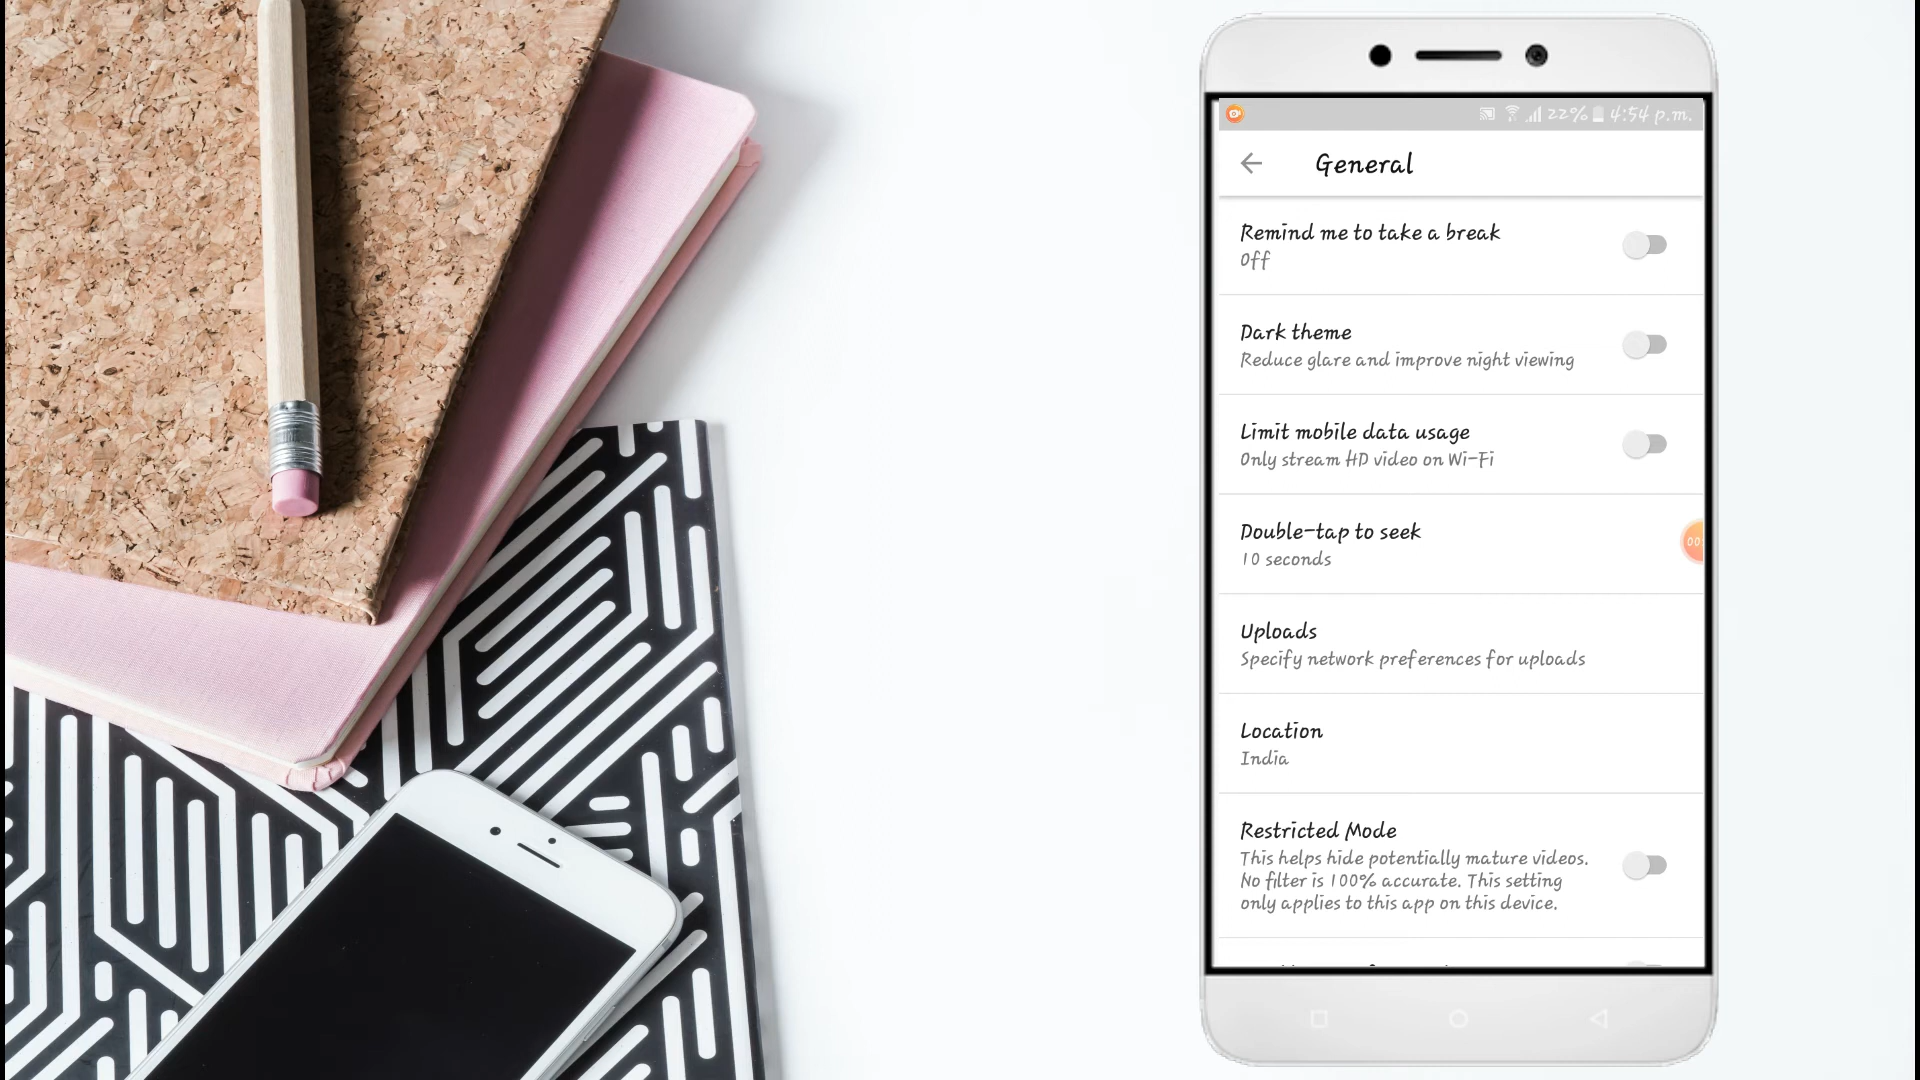 22% 4:54 p.m.
General
Remind me to take a break
Off
Dark theme
Reduce glare and improve night viewing
Limit mobile data usage
Only stream HD video on Wi-Fi
Double-tap to seek
10 seconds
00:
Uploads
Specify network preferences for uploads
Location
India
Restricted Mode
This helps hide potentially mature videos.
No filter is 100% accurate. This setting
only applies to this app on this device.